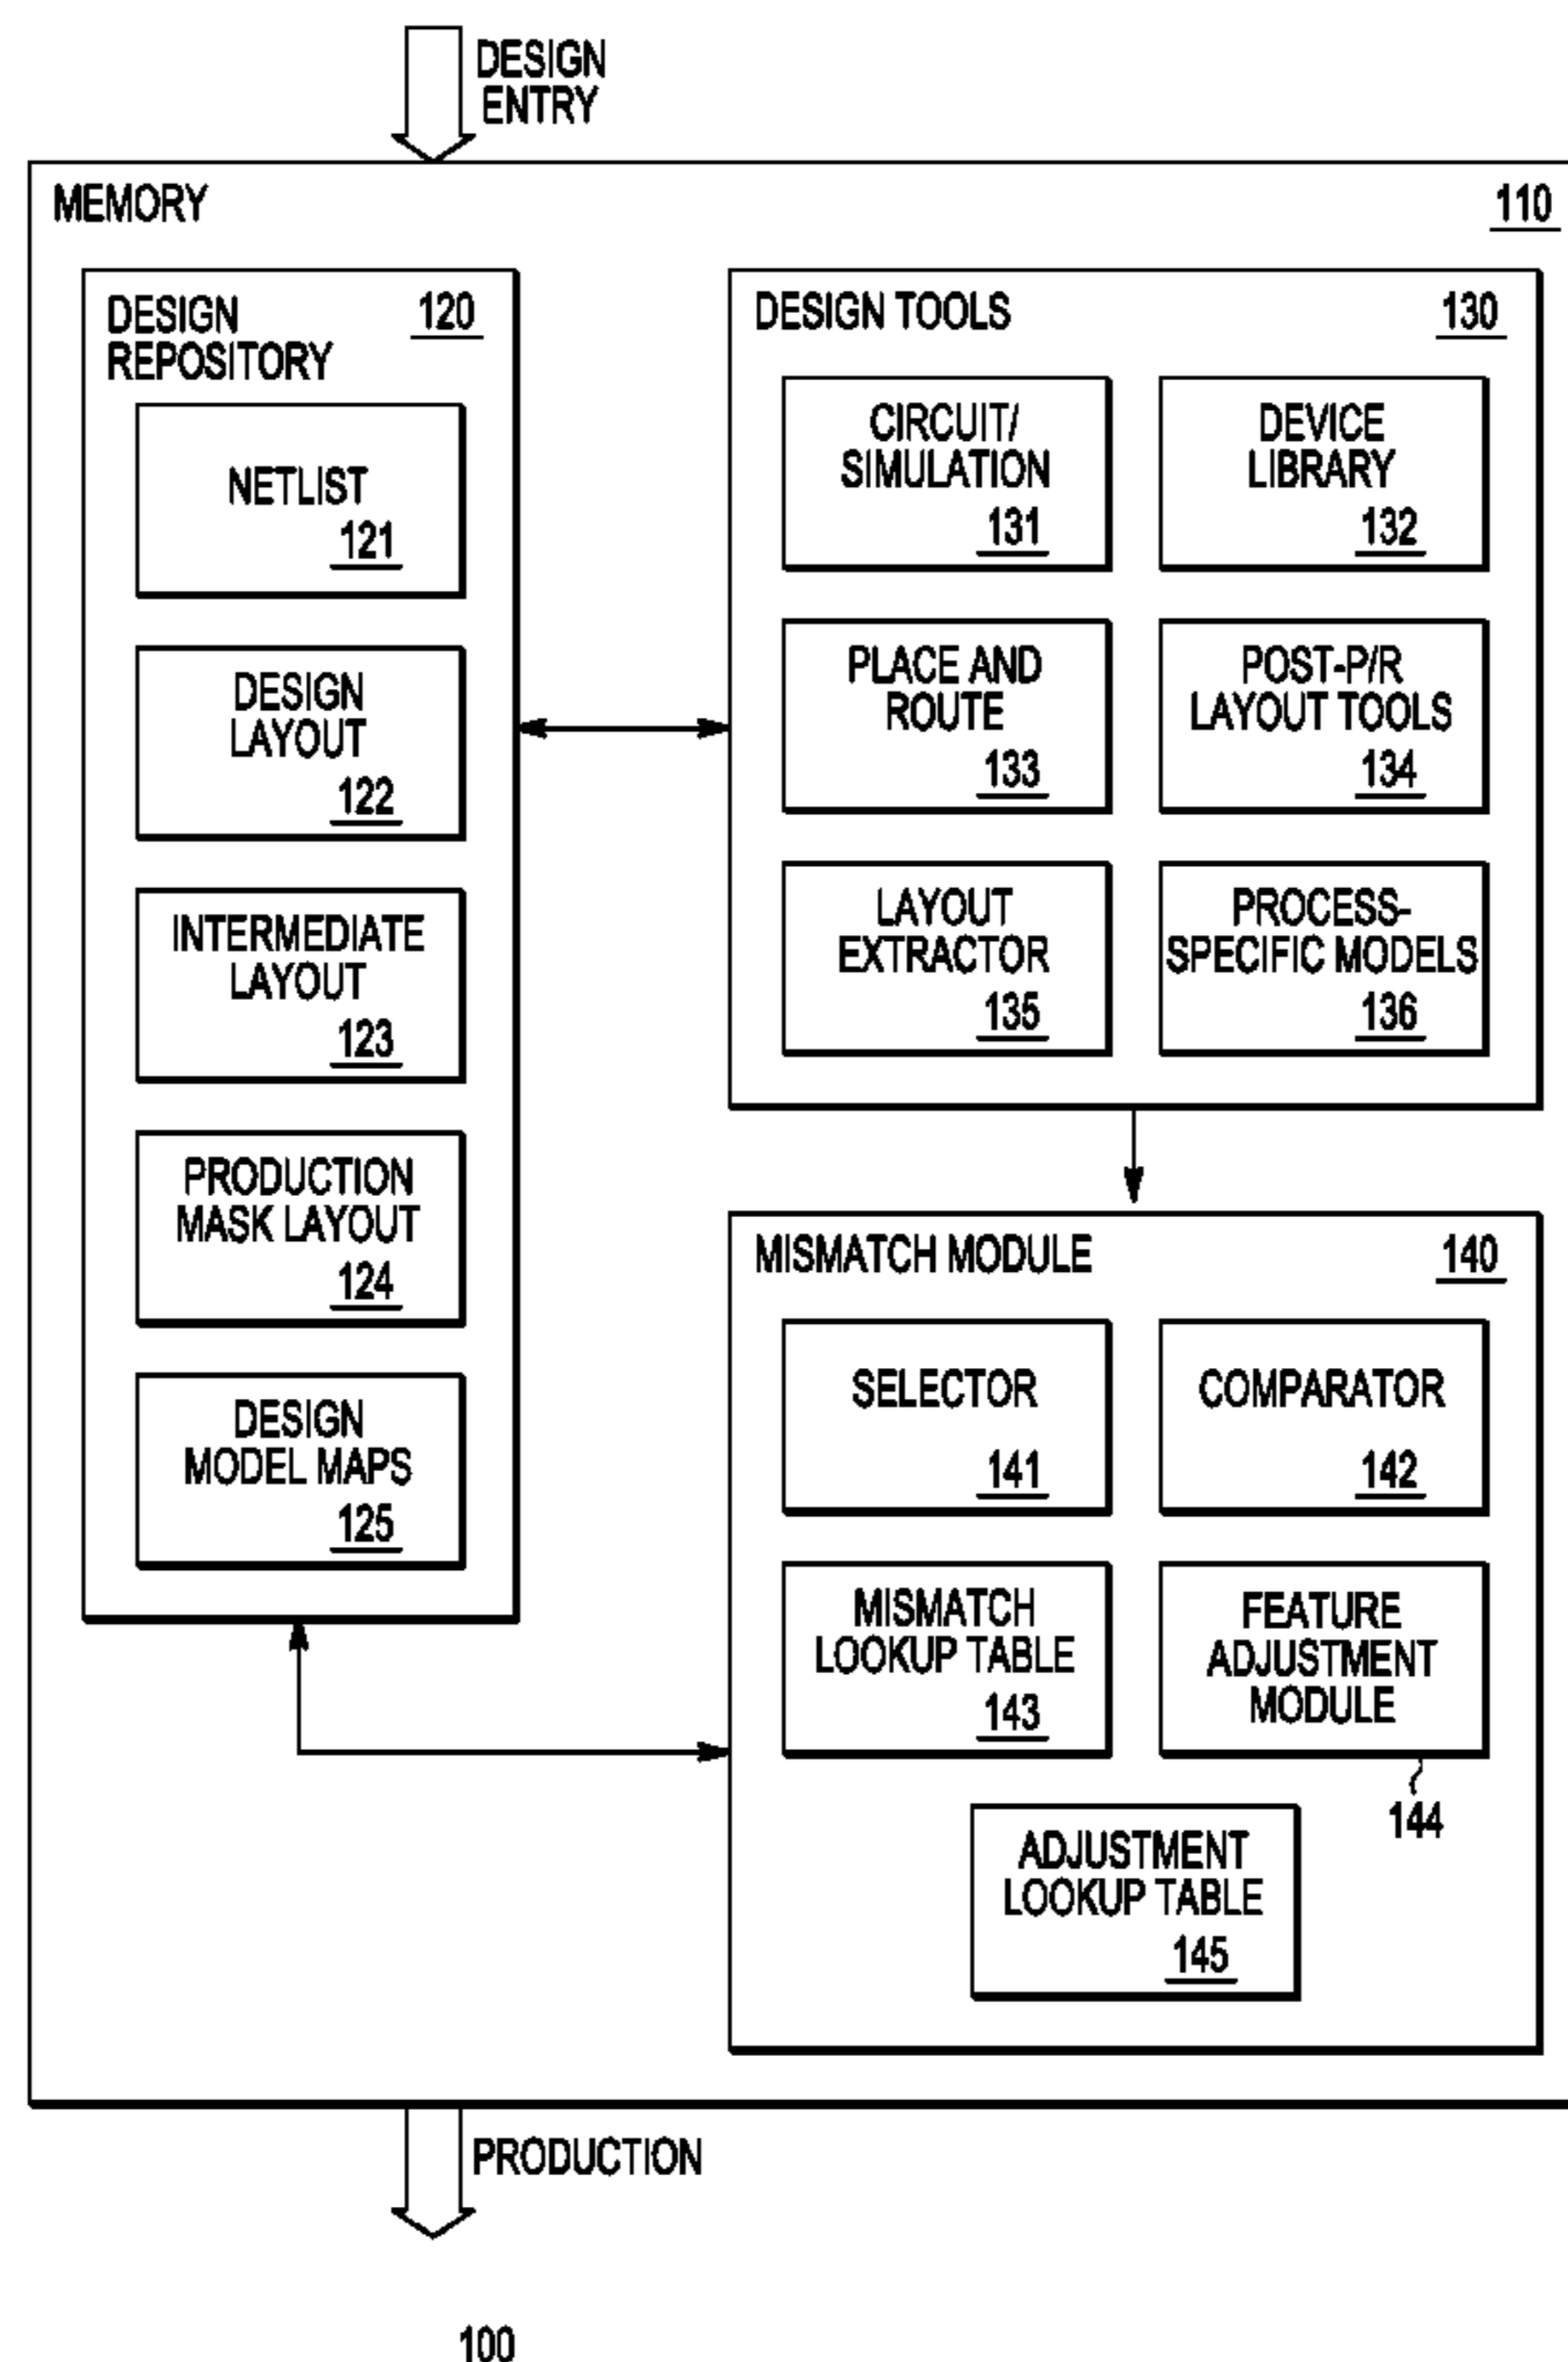 DESIGN
ENTRY
MEMORY
110
DESIGN
REPOSITORY
120
NETLIST
121
DESIGN
LAYOUT
122
INTERMEDIATE
LAYOUT
123
PRODUCTION
MASK LAYOUT
124
DESIGN
MODEL MAPS
125
DESIGN TOOLS
130
CIRCUIT/
SIMULATION
131
DEVICE
LIBRARY
132
PLACE AND
ROUTE
133
POST-P/R
LAYOUT TOOLS
134
LAYOUT
EXTRACTOR
135
PROCESS-
SPECIFIC MODELS
136
MISMATCH MODULE
140
SELECTOR
141
COMPARATOR
142
MISMATCH
LOOKUP TABLE
143
FEATURE
ADJUSTMENT
MODULE
144
ADJUSTMENT
LOOKUP TABLE
145
PRODUCTION
100